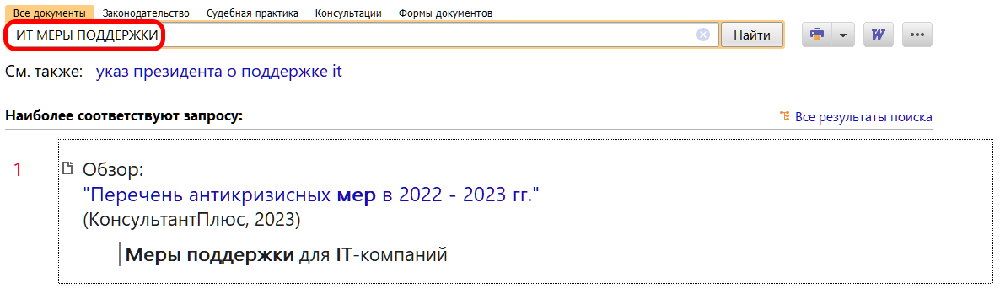 Все документы Законодательство Судебная практика Консультации Формы документов
ИТ МЕРЫ ПОДДЕРЖКИ Найти W
См. также: указ президента о поддержке it
Наиболее соответствуют запросу: Все результаты поиска
1 Обзор:
"Перечень антикризисных мер в 2022 - 2023 гг."
(КонсультантПлюс, 2023)
Меры поддержки для IT-компаний